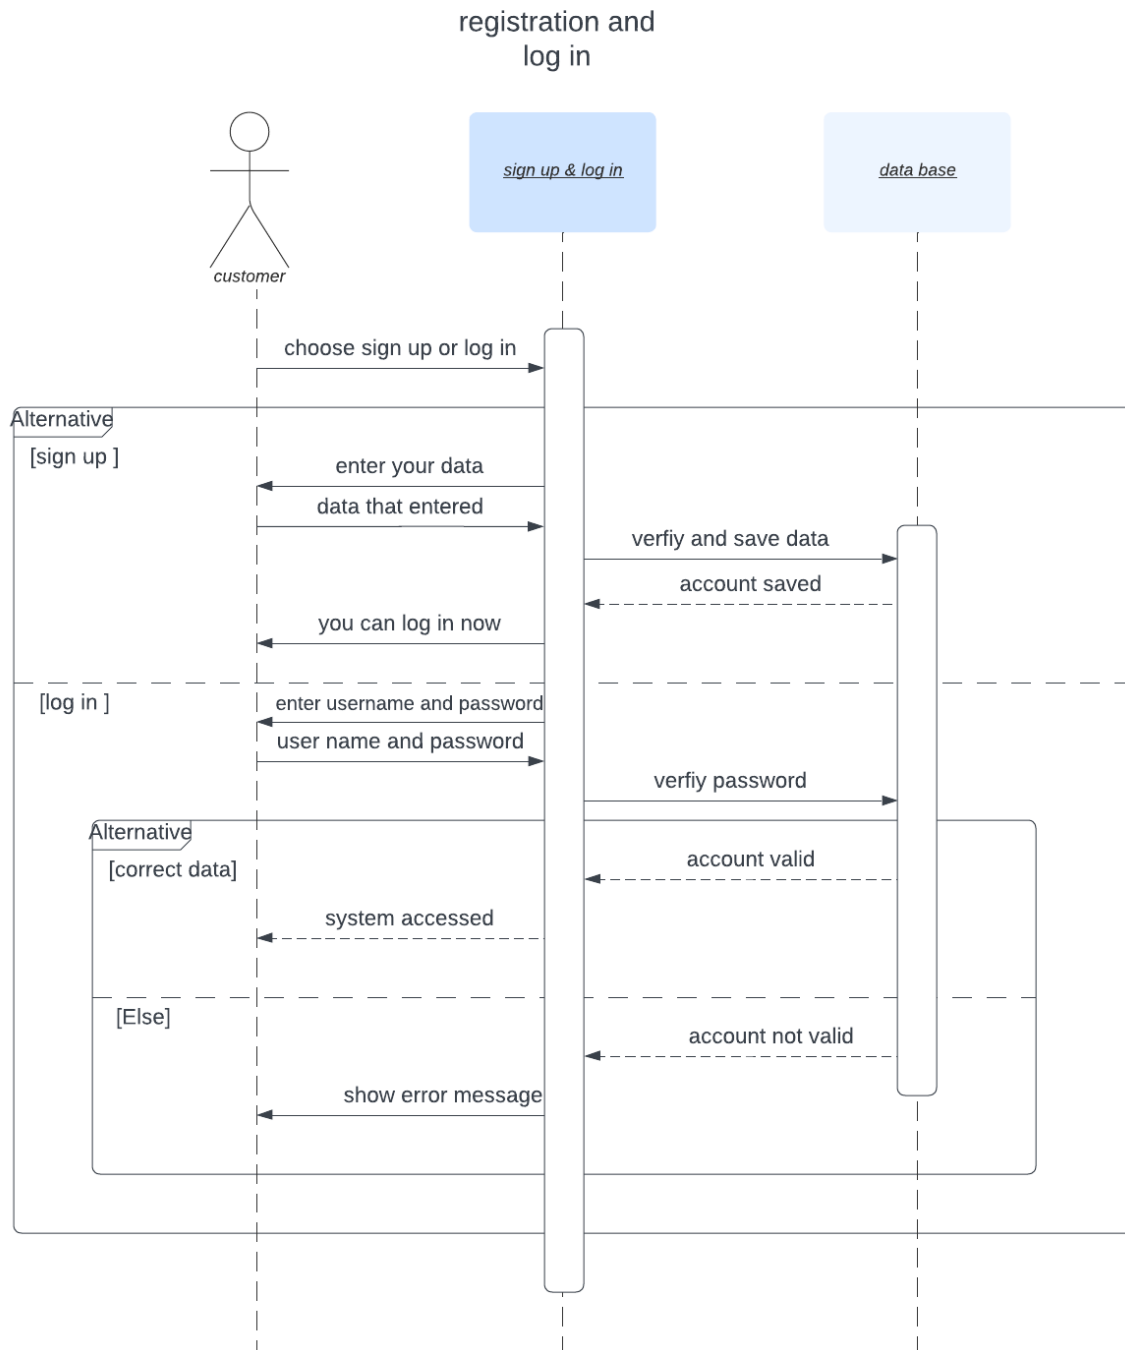 registration and
log in
sign up & log in
data base
customer
choose sign up or log in
Alternative
[sign up ]
enter your data
data that entered
verfiy and save data
account saved
you can log in now
[log in ]
enter username and password
user name and password
verfiy password
Alternative
[correct data]
account valid
system accessed
[Else]
account not valid
show error message